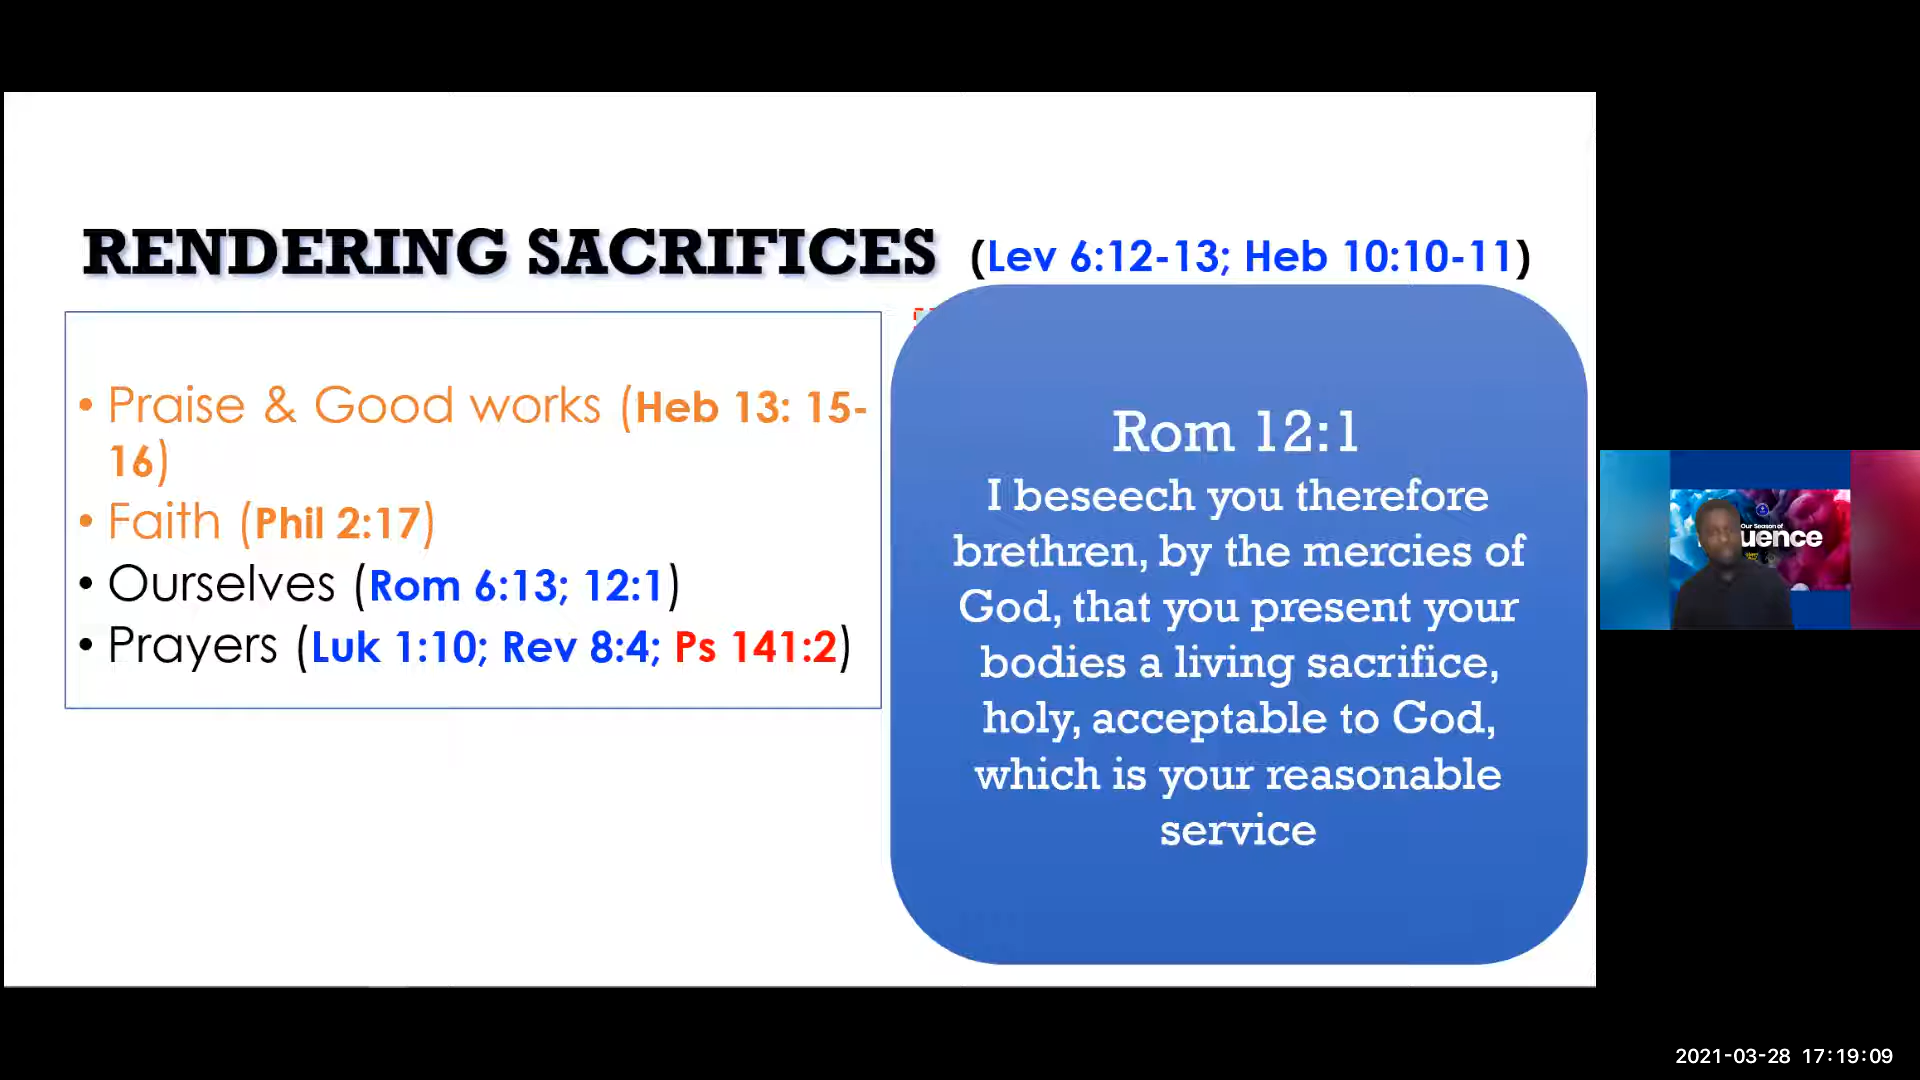 RENDERING SACRIFICES (Lev 6:12-13; Heb 10:10-11)
• Praise & Good works (Heb 13: 15-
16)
• Faith (Phil 2:17)
• Ourselves (Rom 6:13; 12:1)
• Prayers (Luk 1:10; Rev 8:4; Ps 141:2)
Rom 12:1
I beseech you therefore
brethren, by the mercies of
God, that you present your
bodies a living sacrifice,
holy, acceptable to God,
which is your reasonable
service
Our Season of
uence
2021-03-28 17:19:09